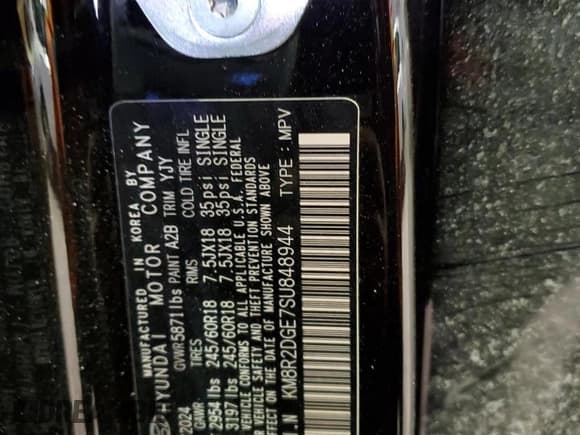 MANUFACTURED IN KOREA BY
HYUNDAI MOTOR COMPANY
2024 GVWR 5871 lbs PAINT A2B TRIM YJY
GAWR TIRES RIMS COLD TIRE INFL
2954 lbs 245/60R18 7.5JX18 35psi SINGLE
3197 lbs 245/60R18 7.5JX18 35psi SINGLE
VEHICLE CONFORMS TO ALL APPLICABLE U.S.A. FEDERAL
VEHICLE SAFETY AND THEFT PREVENTION STANDARDS
EFFECT ON THE DATE OF MANUFACTURE SHOWN ABOVE
I.N KM8R2DGE7SU848944 TYPE: MPV